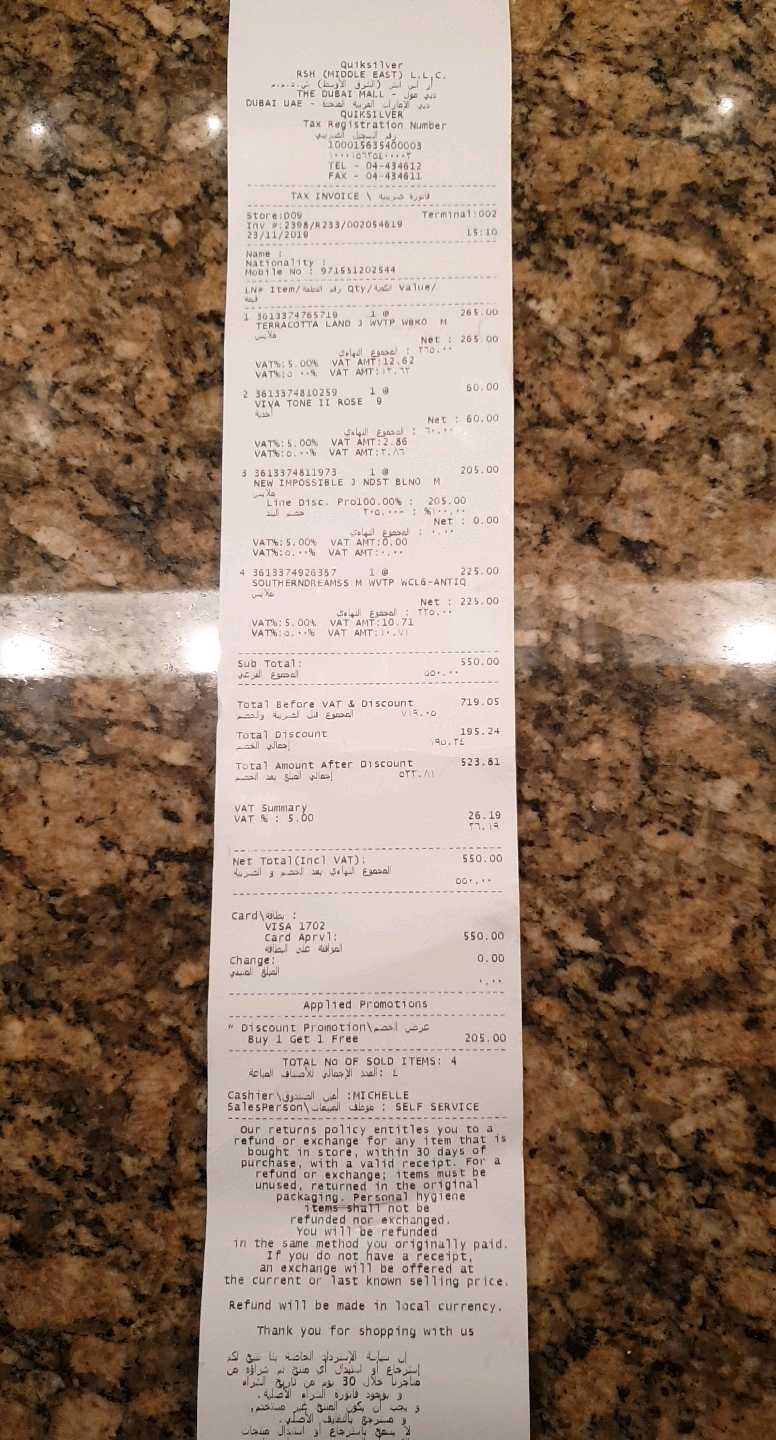 Quiksilver
RSH (MIDDLE EAST) L.L.C.
ار اس اتش (الشرق الأوسط) ش.ذ.م.م
THE DUBAI MALL - دبي مول
DUBAI UAE - دبي الإمارات العربية المتحدة
QUIKSILVER
Tax Registration Number
رقم التسجيل الضريبي
100015635400003
١٠٠٠١٥٦٣٥٤٠٠٠٠٣
TEL - 04-434612
FAX - 04-434611
TAX INVOICE \ فاتورة ضريبية
Store:D09 Terminal:002
Inv #:2398/R233/002054619
23/11/2019 15:10
Name :
Nationality :
Mobile No : 971551202544
LN# Item/رقم القطعة Qty/الكمية Value/
قيمة
1 3613374765719 1 @ 265.00
TERRACOTTA LAND J WVTP WBK0 M
ملابس
Net : 265.00
المجموع النهائي : ٢٦٥.٠٠
VAT%:5.00% VAT AMT:12.62
VAT%:٥.٠٠% VAT AMT:١٢.٦٢
2 3613374810259 1 @ 60.00
VIVA TONE II ROSE 9
أحذية
Net : 60.00
المجموع النهائي : ٦٠.٠٠
VAT%:5.00% VAT AMT:2.86
VAT%:٥.٠٠% VAT AMT:٢.٨٦
3 3613374811973 1 @ 205.00
NEW IMPOSSIBLE J NDST BLN0 M
ملابس
Line Disc. Pro100.00% : 205.00
خصم البند ٢٠٥.٠٠- : %١٠٠.٠٠
Net : 0.00
المجموع النهائي : ٠.٠٠
VAT%:5.00% VAT AMT:0.00
VAT%:٥.٠٠% VAT AMT:٠.٠٠
4 3613374926387 1 @ 225.00
SOUTHERNDREAMSS M WVTP WCL6-ANTIQ
ملابس
Net : 225.00
المجموع النهائي : ٢٢٥.٠٠
VAT%:5.00% VAT AMT:10.71
VAT%:٥.٠٠% VAT AMT:١٠.٧١
Sub Total: 550.00
المجموع الفرعي ٥٥٠.٠٠
Total Before VAT & Discount 719.05
المجموع قبل الضريبة والخصم ٧١٩.٠٥
Total Discount 195.24
إجمالي الخصم ١٩٥.٢٤
Total Amount After Discount 523.81
إجمالي المبلغ بعد الخصم ٥٢٣.٨١
VAT Summary
VAT % : 5.00 26.19
٢٦.١٩
Net Total(Incl VAT): 550.00
المجموع النهائي بعد الخصم و الضريبة
٥٥٠.٠٠
Card\بطاقة :
VISA 1702
Card Aprvl: 550.00
الموافقة على البطاقة
Change: 0.00
المبلغ المتبقي
٠.٠٠
Applied Promotions
" Discount Promotion\عرض الخصم
Buy 1 Get 1 Free 205.00
TOTAL No OF SOLD ITEMS: 4
العدد الإجمالي للأصناف المباعة: ٤
Cashier\أمين الصندوق :MICHELLE
SalesPerson\موظف المبيعات : SELF SERVICE
Our returns policy entitles you to a
refund or exchange for any item that is
bought in store, within 30 days of
purchase, with a valid receipt. For a
refund or exchange; items must be
unused, returned in the original
packaging. Personal hygiene
items shall not be
refunded nor exchanged.
You will be refunded
in the same method you originally paid.
If you do not have a receipt,
an exchange will be offered at
the current or last known selling price.
Refund will be made in local currency.
Thank you for shopping with us
إن سياسة الإسترداد الخاصة بنا تتيح لكم
إسترجاع أو استبدال أي منتج تم شراؤه من
متاجرنا خلال 30 يوم من تاريخ الشراء
و بوجود فاتورة الشراء الأصلية.
و يجب أن يكون المنتج غير مستخدم,
و مسترجع بالتغليف الأصلي.
لا يسمح بإسترجاع أو استبدال منتجات